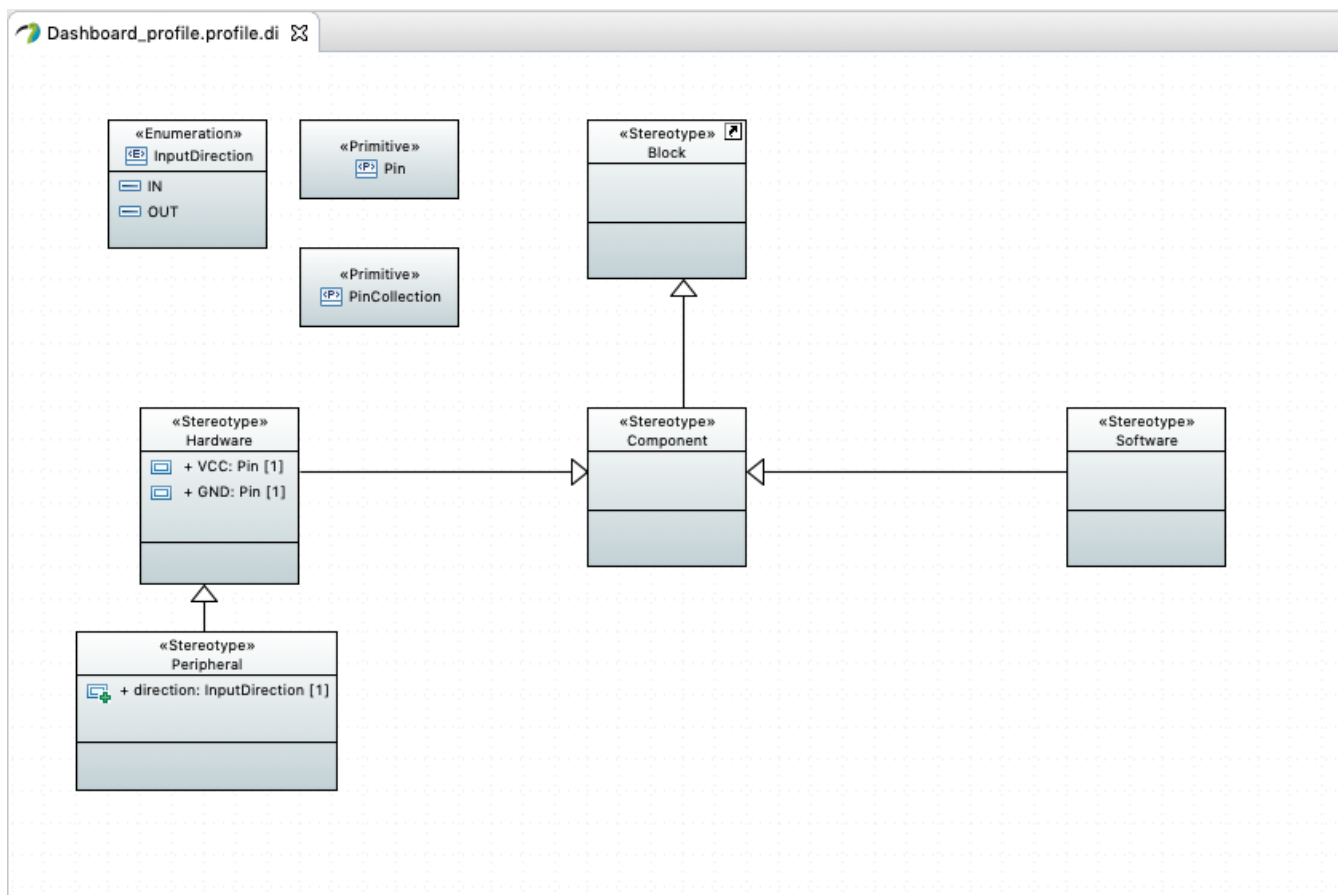 Dashboard_profile.profile.di
«Enumeration»
<E> InputDirection
IN
OUT
«Primitive»
<P> Pin
«Primitive»
<P> PinCollection
«Stereotype»
Block
«Stereotype»
Hardware
+ VCC: Pin [1]
+ GND: Pin [1]
«Stereotype»
Component
«Stereotype»
Software
«Stereotype»
Peripheral
+ direction: InputDirection [1]